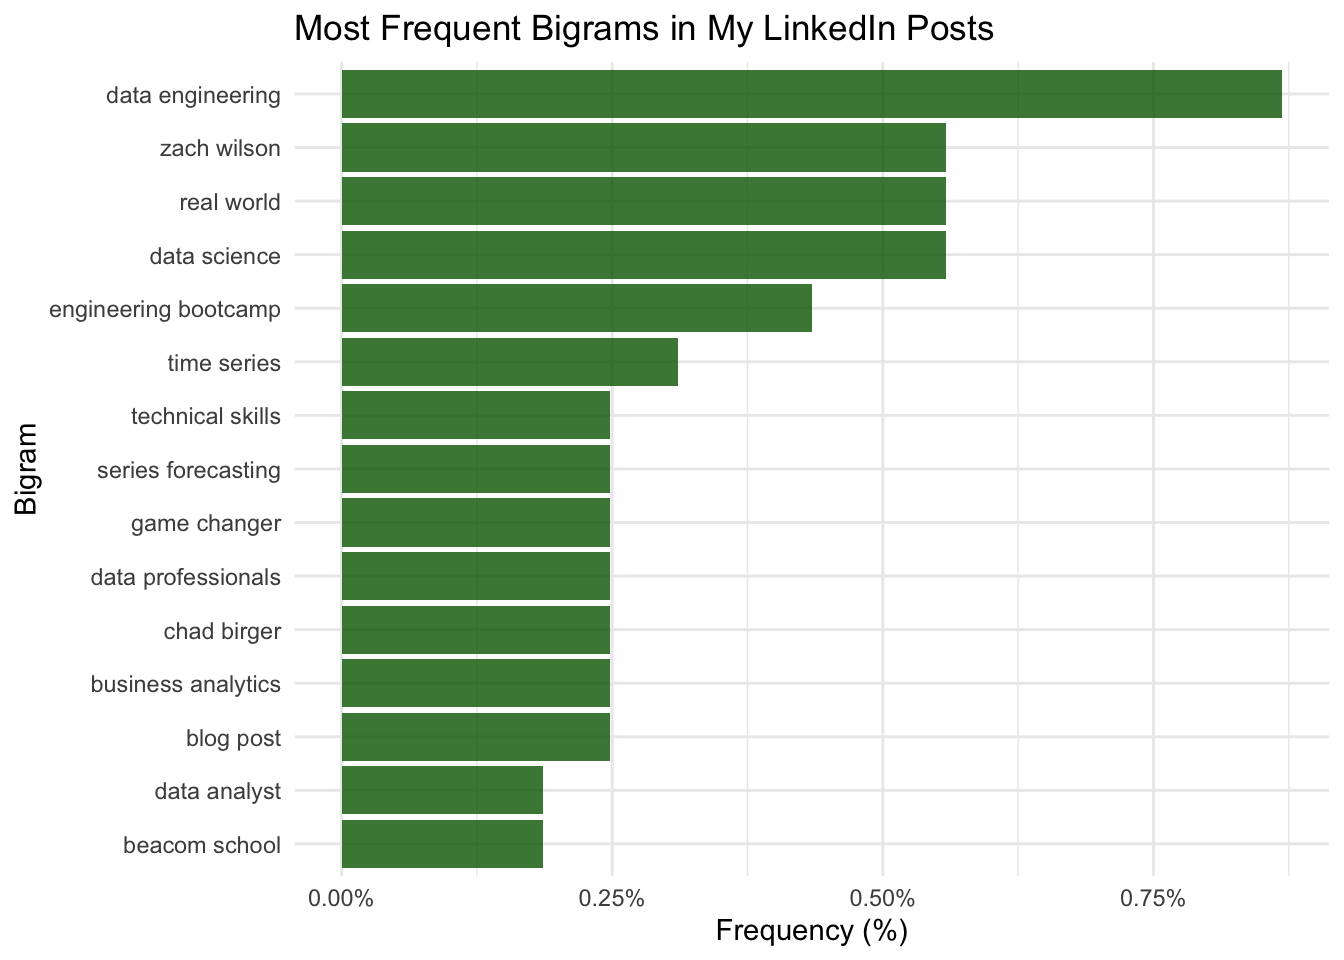 Most Frequent Bigrams in My LinkedIn Posts
data engineering
zach wilson
real world
data science
engineering bootcamp
time series
technical skills
series forecasting
game changer
data professionals
chad birger
business analytics
blog post
data analyst
beacom school
Bigram
0.00% 0.25% 0.50% 0.75%
Frequency (%)